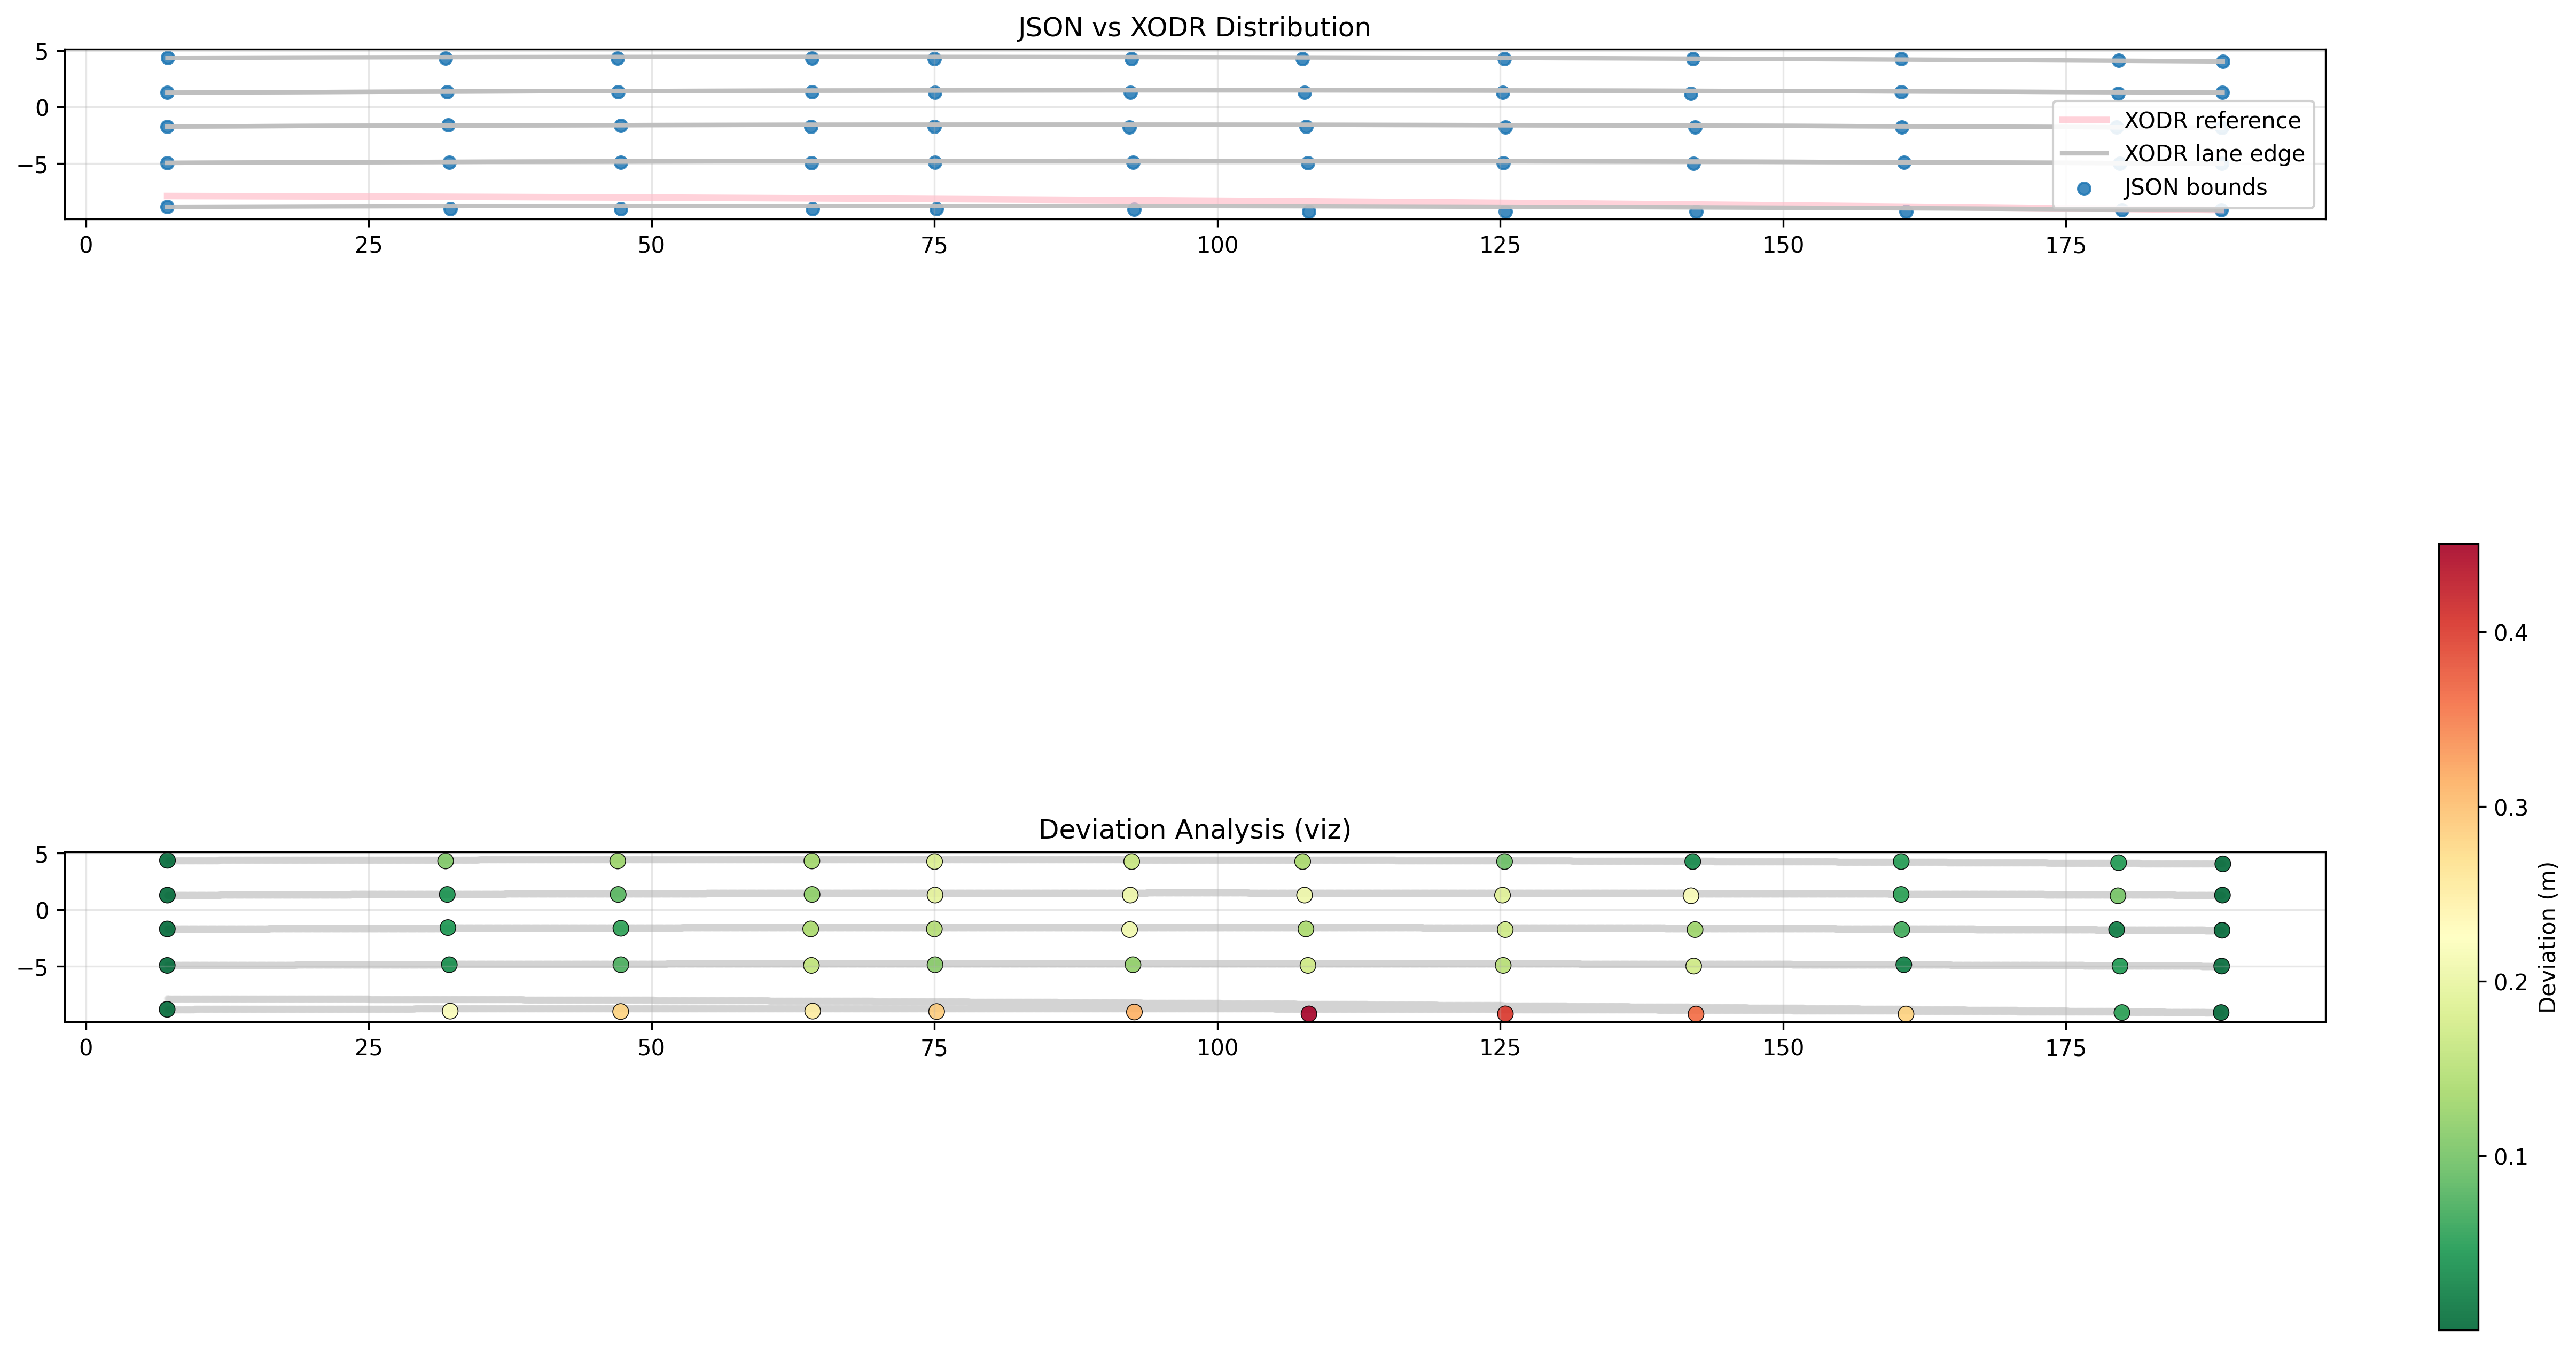 JSON vs XODR Distribution
5
0
−5
XODR reference
XODR lane edge
JSON bounds
0 25 50 75 100 125 150 175
Deviation Analysis (viz)
5
0
−5
0 25 50 75 100 125 150 175
0.4
0.3
0.2
0.1
Deviation (m)